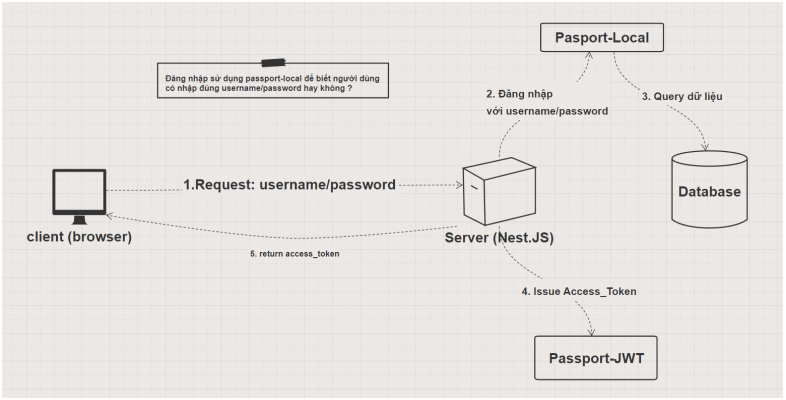 Pasport-Local
Đăng nhập sử dụng passport-local để biết người dùng
có nhập đúng username/password hay không ?
2. Đăng nhập
với username/password
3. Query dữ liệu
1.Request: username/password
Database
client (browser)
Server (Nest.JS)
5. return access_token
4. Issue Access_Token
Passport-JWT